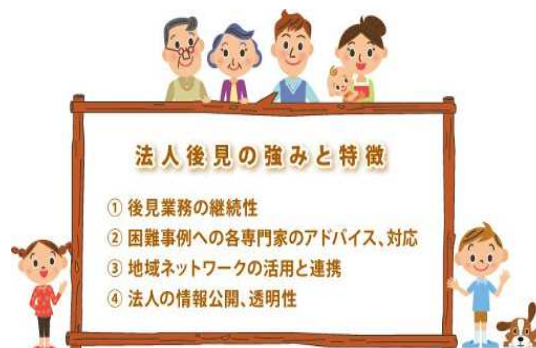 法人後見の強みと特徴
① 後見業務の継続性
② 困難事例への各専門家のアドバイス、対応
③ 地域ネットワークの活用と連携
④ 法人の情報公開、透明性